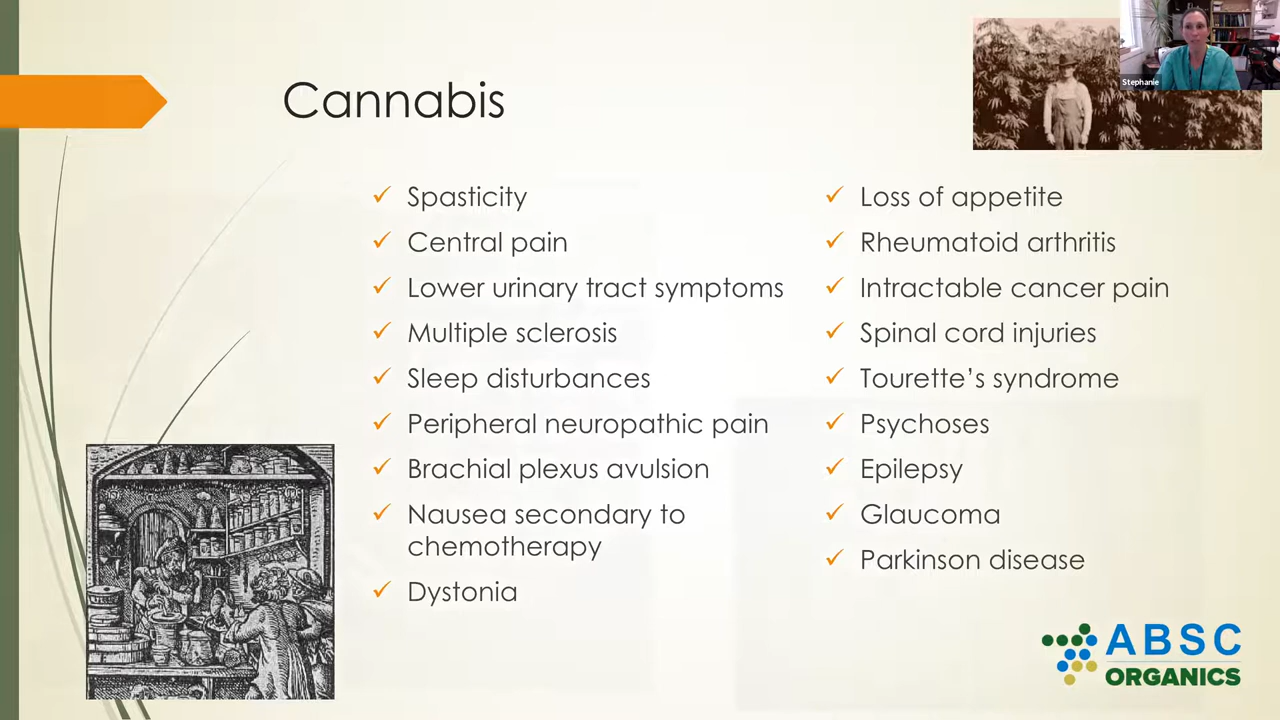 Stephanie
Cannabis
Spasticity
Central pain
Lower urinary tract symptoms
Multiple sclerosis
Sleep disturbances
Peripheral neuropathic pain
Brachial plexus avulsion
Nausea secondary to
chemotherapy
Dystonia
Loss of appetite
Rheumatoid arthritis
Intractable cancer pain
Spinal cord injuries
Tourette’s syndrome
Psychoses
Epilepsy
Glaucoma
Parkinson disease
ABSC
ORGANICS